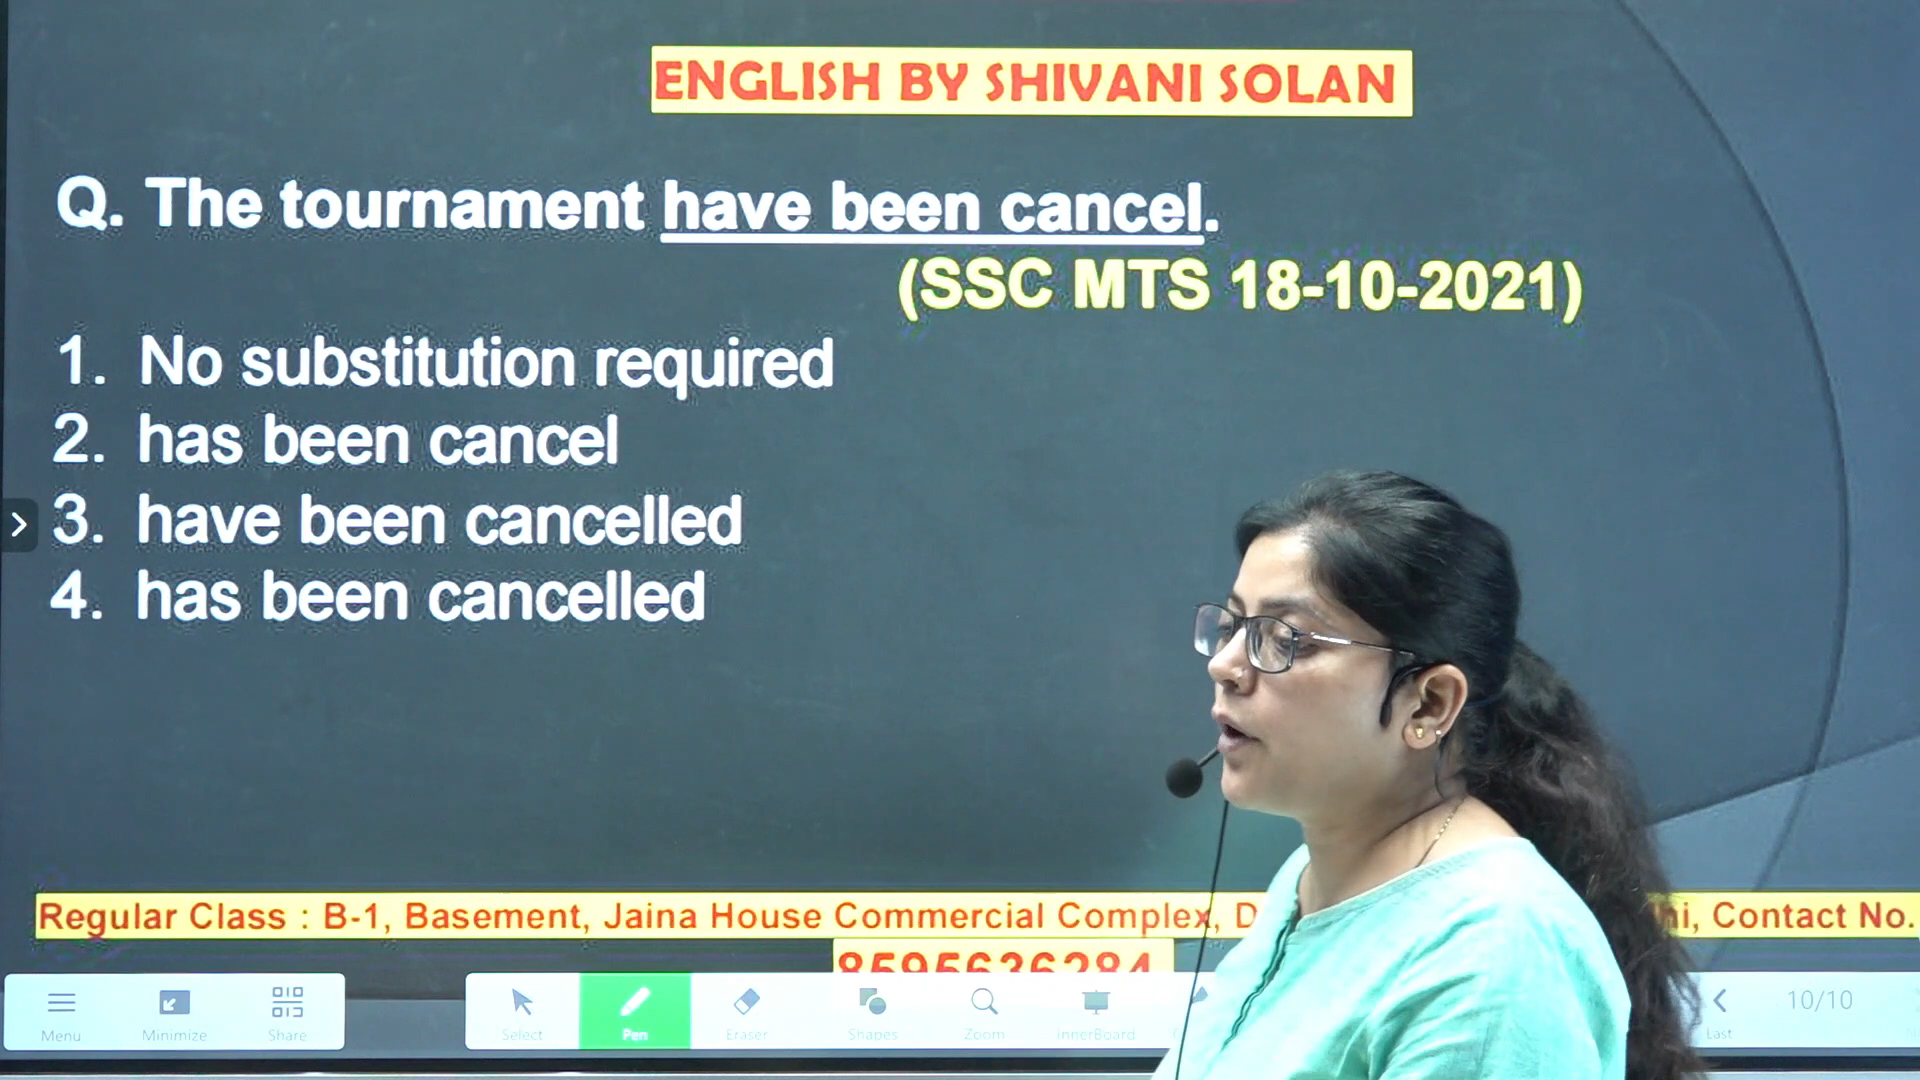 ENGLISH BY SHIVANI SOLAN
Q. The tournament have been cancel.
(SSC MTS 18-10-2021)
1. No substitution required
2. has been cancel
3. have been cancelled
4. has been cancelled
Regular Class : B-1, Basement, Jaina House Commercial Complex, Contact No.
8595636284
Menu Minimize Share Select Pen Eraser Shapes Zoom InnerBoard Last 10/10